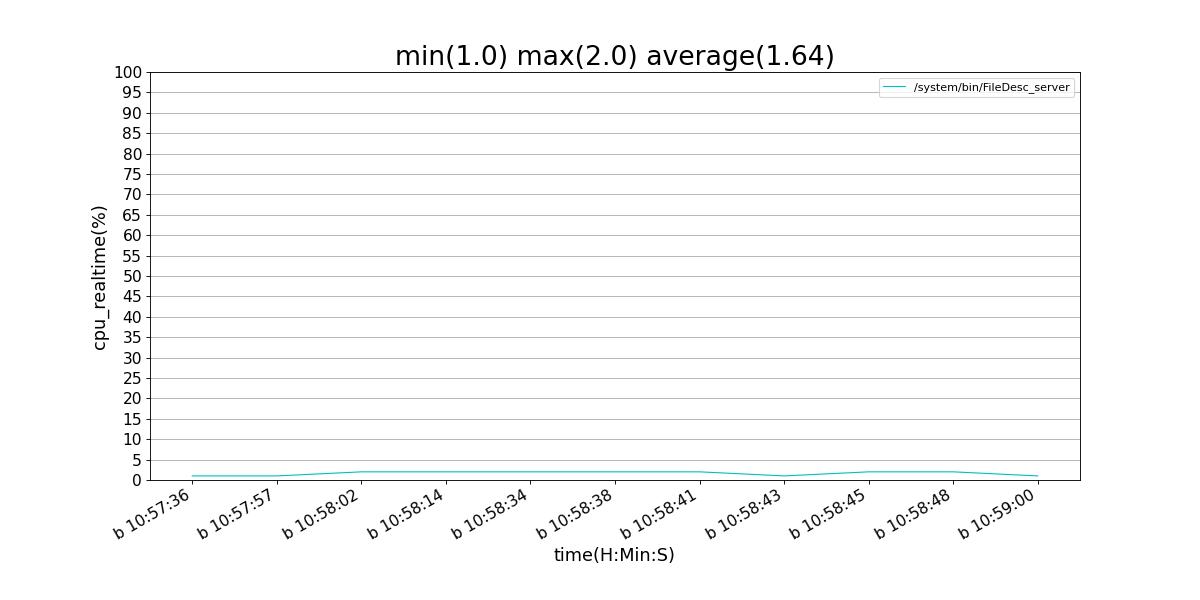 min(1.0) max(2.0) average(1.64)
/system/bin/FileDesc_server
cpu_realtime(%)
100
95
90
85
80
75
70
65
60
55
50
45
40
35
30
25
20
15
10
5
0
b 10:57:36
b 10:57:57
b 10:58:02
b 10:58:14
b 10:58:34
b 10:58:38
b 10:58:41
b 10:58:43
b 10:58:45
b 10:58:48
b 10:59:00
time(H:Min:S)